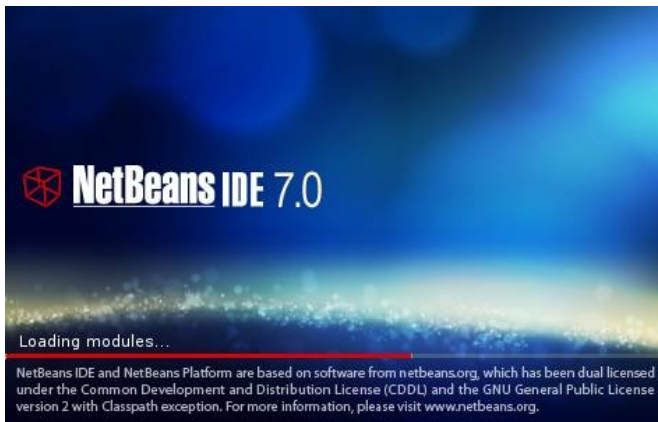 NetBeans IDE 7.0
Loading modules...
NetBeans IDE and NetBeans Platform are based on software from netbeans.org, which has been dual licensed
under the Common Development and Distribution License (CDDL) and the GNU General Public License
version 2 with Classpath exception. For more information, please visit www.netbeans.org.